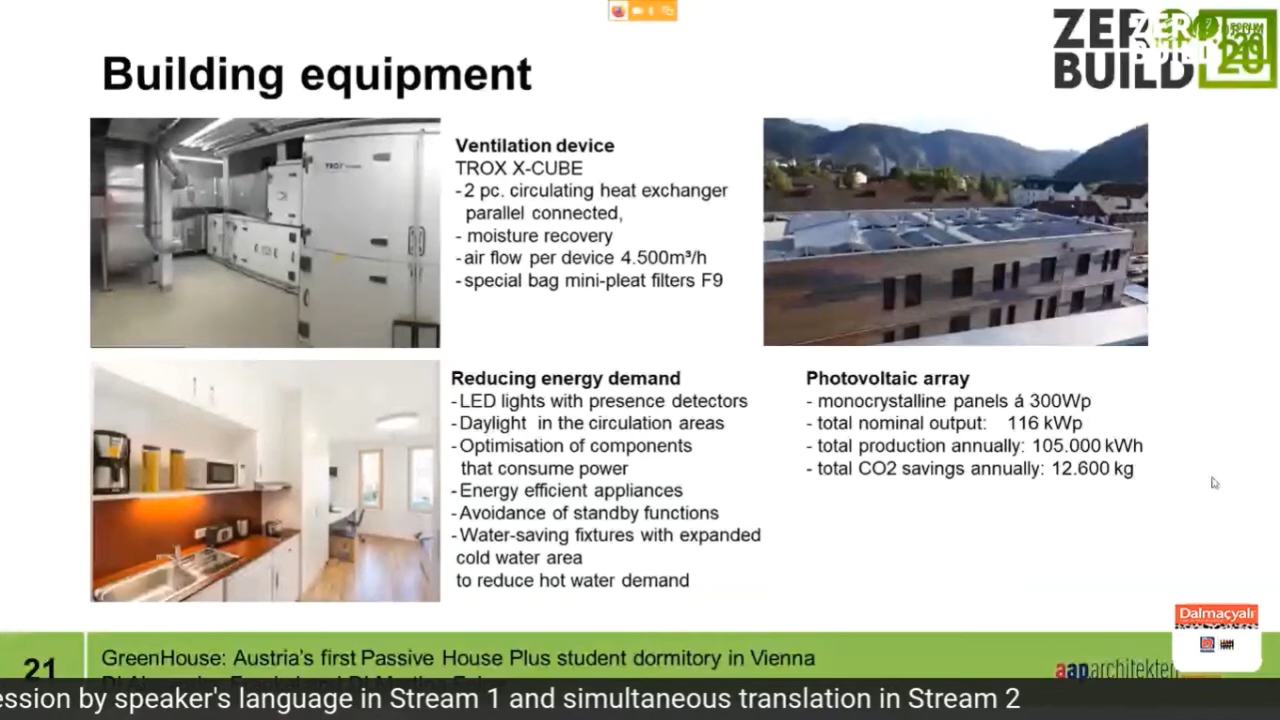 ZERO
BUILD
FORUM
20
Building equipment
TROX
Ventilation device
TROX X-CUBE
-2 pc. circulating heat exchanger
parallel connected,
- moisture recovery
-air flow per device 4.500m³/h
-special bag mini-pleat filters F9
Reducing energy demand
-LED lights with presence detectors
-Daylight in the circulation areas
-Optimisation of components
that consume power
-Energy efficient appliances
-Avoidance of standby functions
-Water-saving fixtures with expanded
cold water area
to reduce hot water demand
Photovoltaic array
- monocrystalline panels á 300Wp
- total nominal output: 116 kWp
- total production annually: 105.000 kWh
- total CO2 savings annually: 12.600 kg
Dalmaçyalı
21
GreenHouse: Austria's first Passive House Plus student dormitory in Vienna
aaparchitekten
ession by speaker's language in Stream 1 and simultaneous translation in Stream 2